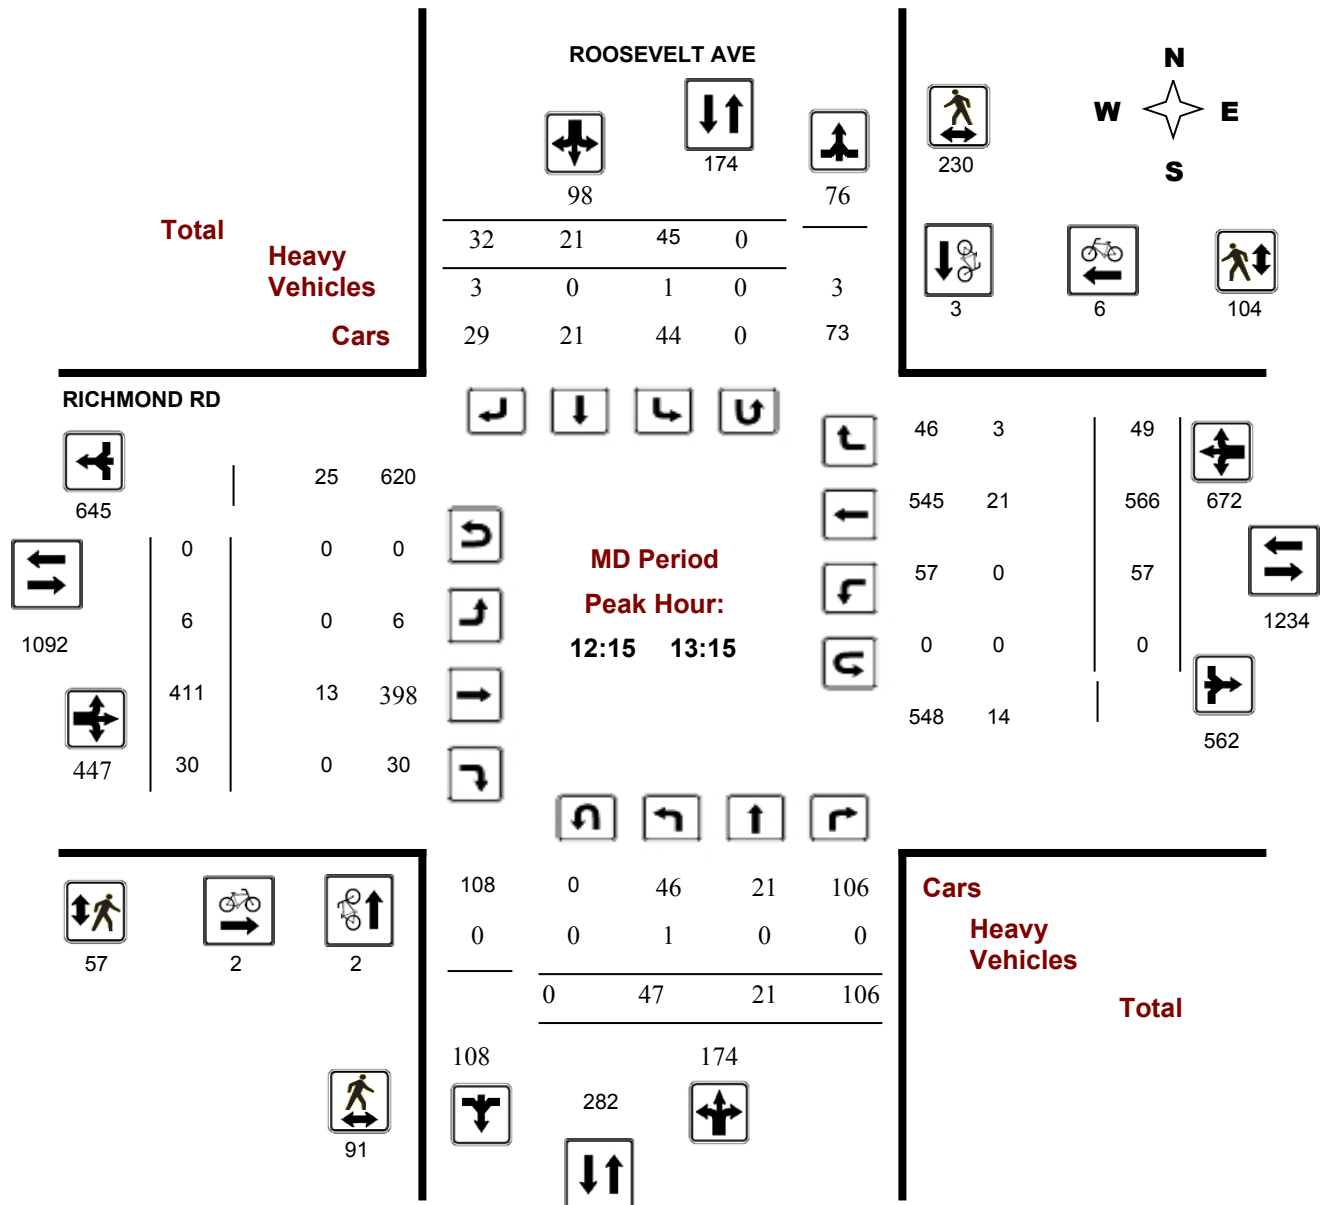 ROOSEVELT AVE
N
W E
S
174
230
98 76
Total 32 21 45 0
Heavy
Vehicles 3 0 1 0 3
3 6 104
Cars 29 21 44 0 73
RICHMOND RD
46 3 49
25 620
645
545 21 566 672
0 0 0
MD Period
57 0 57
Peak Hour:
6 0 6
1092
12:15 13:15
1234
0 0 0
411 13 398
548 14
562
447 30 0 30
108 0 46 21 106 Cars
0 0 1 0 0 Heavy
Vehicles
57 2 2
0 47 21 106 Total
108 174
282
91